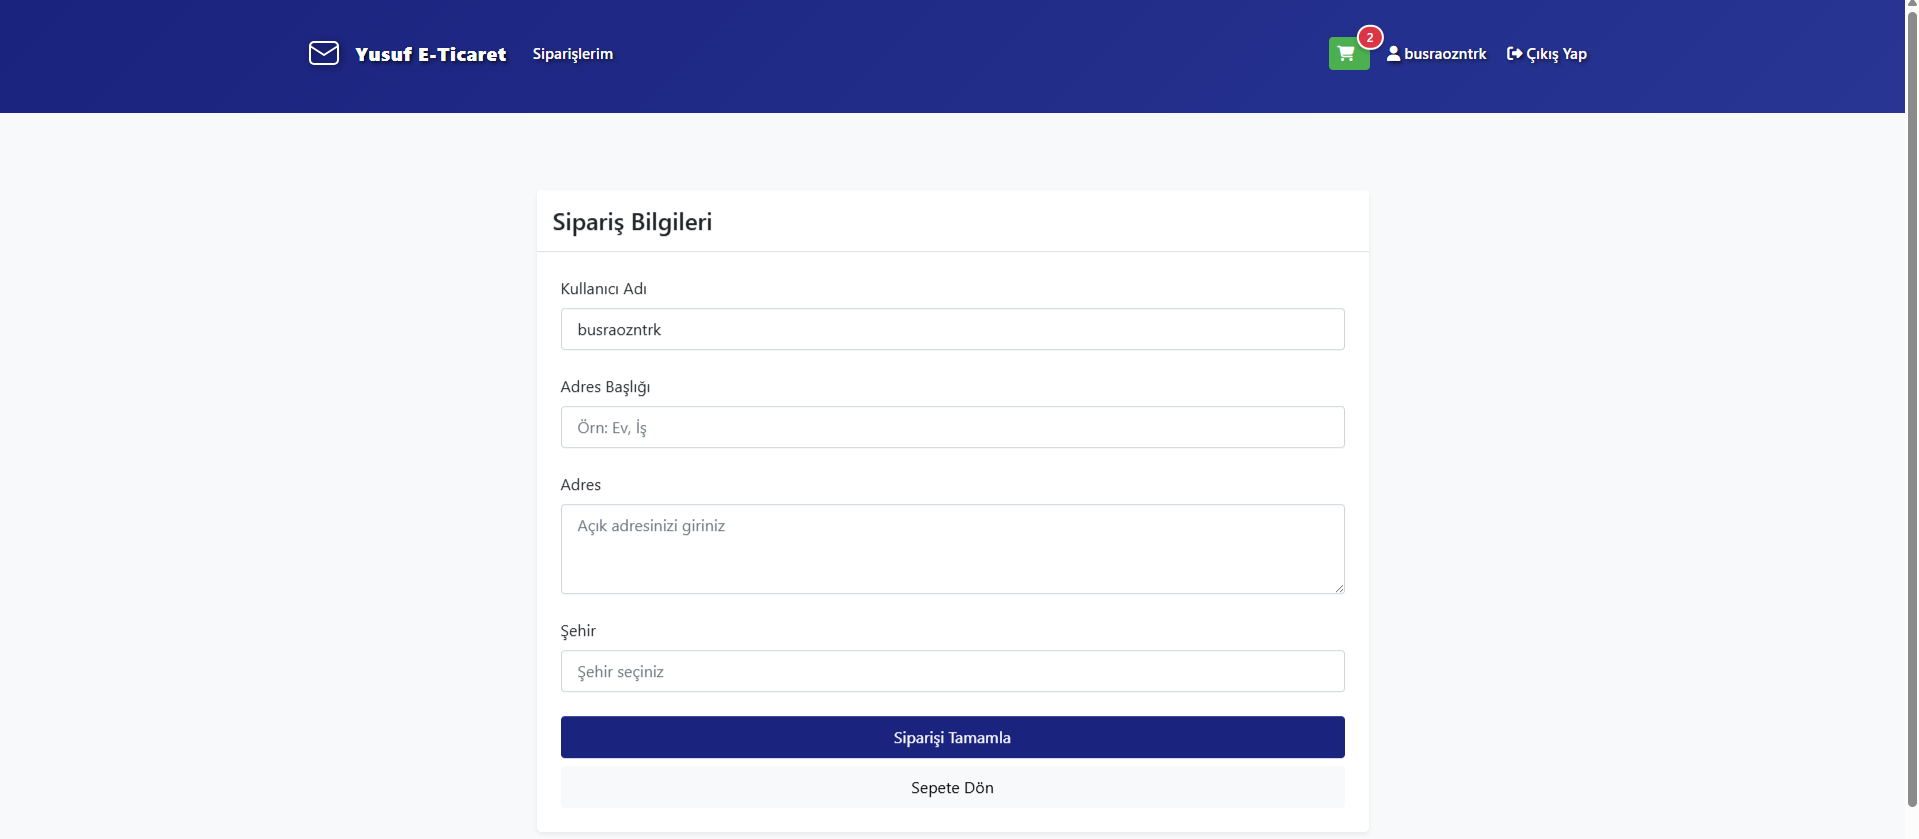 Yusuf E-Ticaret Siparişlerim 2 busraozntrk Çıkış Yap
Sipariş Bilgileri
Kullanıcı Adı
busraozntrk
Adres Başlığı
Örn: Ev, İş
Adres
Açık adresinizi giriniz
Şehir
Şehir seçiniz
Siparişi Tamamla
Sepete Dön